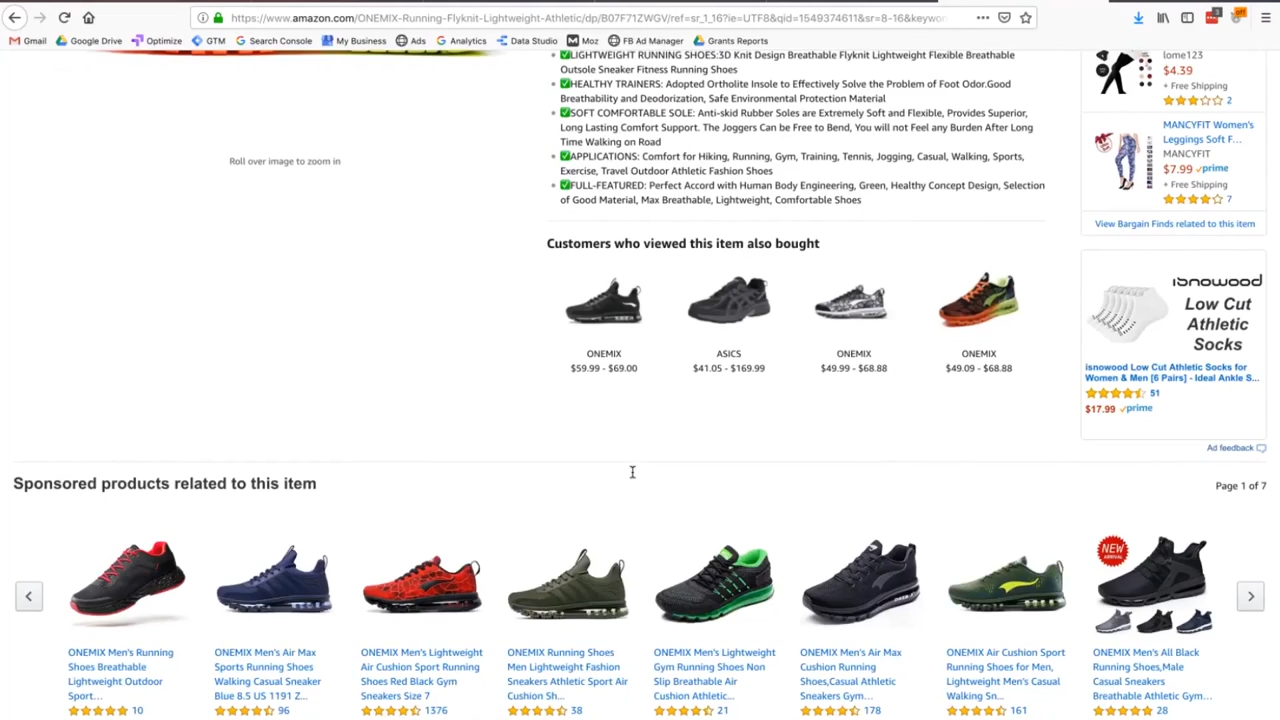 https://www.amazon.com/ONEMIX-Running-Flyknit-Lightweight-Athletic/dp/B07F71ZWGV/ref=sr_1_16?ie=UTF8&qid=1549374611&sr=8-16&keywor
Gmail Google Drive Optimize GTM Search Console My Business Ads Analytics Data Studio Moz FB Ad Manager Grants Reports
✅LIGHTWEIGHT RUNNING SHOES:3D Knit Design Breathable Flyknit Lightweight Flexible Breathable
Outsole Sneaker Fitness Running Shoes
✅HEALTHY TRAINERS: Adopted Ortholite Insole to Effectively Solve the Problem of Foot Odor.Good
Breathability and Deodorization, Safe Environmental Protection Material
✅SOFT COMFORTABLE SOLE: Anti-skid Rubber Soles are Extremely Soft and Flexible, Provides Superior,
Long Lasting Comfort Support. The Joggers Can be Free to Bend, You will not Feel any Burden After Long
Time Walking on Road
✅APPLICATIONS: Comfort for Hiking, Running, Gym, Training, Tennis, Jogging, Casual, Walking, Sports,
Exercise, Travel Outdoor Athletic Fashion Shoes
✅FULL-FEATURED: Perfect Accord with Human Body Engineering, Green, Healthy Concept Design, Selection
of Good Material, Max Breathable, Lightweight, Comfortable Shoes
Roll over image to zoom in
Customers who viewed this item also bought
ONEMIX
$59.99 - $69.00
ASICS
$41.05 - $169.99
ONEMIX
$49.99 - $68.88
ONEMIX
$49.09 - $68.88
lome123
$4.39
+ Free Shipping
2
MANCYFIT Women's
Leggings Soft F...
MANCYFIT
$7.99 prime
+ Free Shipping
7
View Bargain Finds related to this item
isnowood
Low Cut
Athletic
Socks
isnowood Low Cut Athletic Socks for
Women & Men [6 Pairs] - Ideal Ankle S...
51
$17.99 prime
Ad feedback
Sponsored products related to this item
Page 1 of 7
ONEMIX Men's Running
Shoes Breathable
Lightweight Outdoor
Sport...
10
ONEMIX Men's Air Max
Sports Running Shoes
Walking Casual Sneaker
Blue 8.5 US 1191 Z...
96
ONEMIX Men's Lightweight
Air Cushion Sport Running
Shoes Red Black Gym
Sneakers Size 7
1376
ONEMIX Running Shoes
Men Lightweight Fashion
Sneakers Athletic Sport Air
Cushion Sh...
38
ONEMIX Men's Lightweight
Gym Running Shoes Non
Slip Breathable Air
Cushion Athletic...
21
ONEMIX Men's Air Max
Cushion Running
Shoes,Casual Athletic
Sneakers Gym...
178
ONEMIX Air Cushion Sport
Running Shoes for Men,
Lightweight Men's Casual
Walking Sn...
161
NEW
ARRIVAL
ONEMIX Men's All Black
Running Shoes,Male
Casual Sneakers
Breathable Athletic Gym...
28